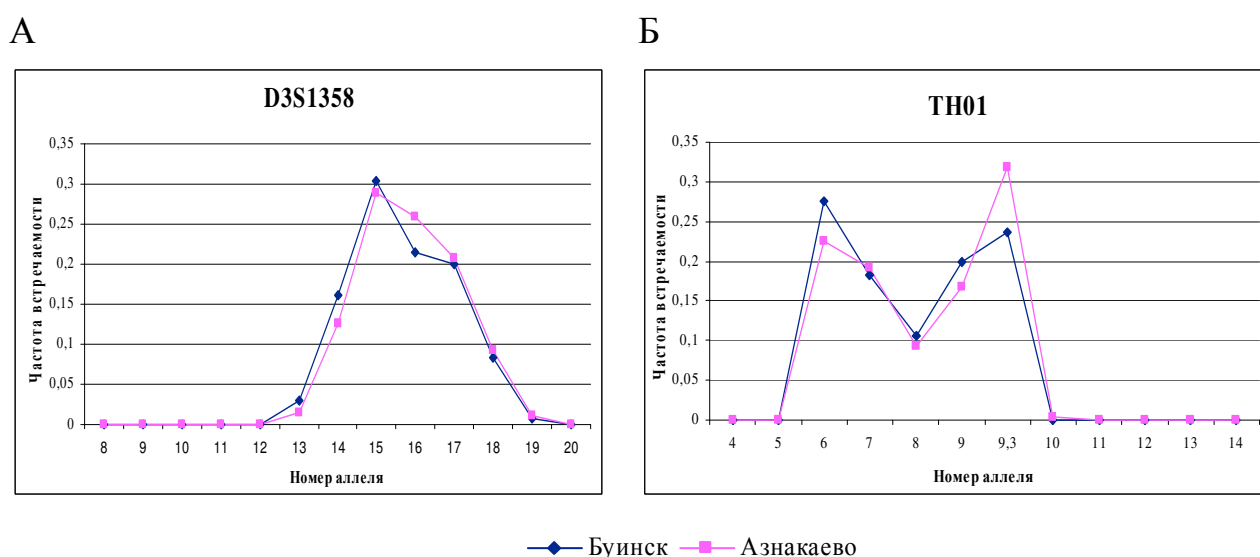 А
Б
D3S1358
0,35
0,3
0,25
0,2
0,15
0,1
0,05
0
Частота встречаемости
8 9 10 11 12 13 14 15 16 17 18 19 20
Номер аллеля
TH01
0,35
0,3
0,25
0,2
0,15
0,1
0,05
0
Частота встречаемости
4 5 6 7 8 9 9,3 10 11 12 13 14
Номер аллеля
Буинск Азнакаево